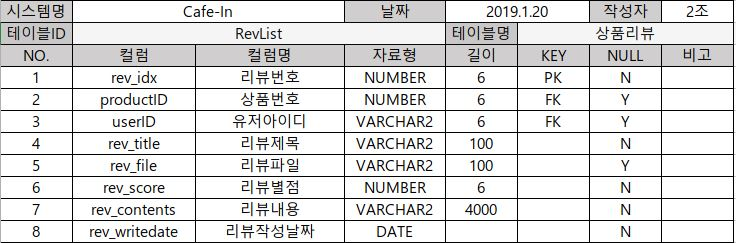 시스템명 Cafe-In 날짜 2019.1.20 작성자 2조
테이블ID RevList 테이블명 상품리뷰
NO. 컬럼 컬럼명 자료형 길이 KEY NULL 비고
1 rev_idx 리뷰번호 NUMBER 6 PK N
2 productID 상품번호 NUMBER 6 FK Y
3 userID 유저아이디 VARCHAR2 6 FK Y
4 rev_title 리뷰제목 VARCHAR2 100 N
5 rev_file 리뷰파일 VARCHAR2 100 Y
6 rev_score 리뷰별점 NUMBER 6 N
7 rev_contents 리뷰내용 VARCHAR2 4000 N
8 rev_writedate 리뷰작성날짜 DATE N